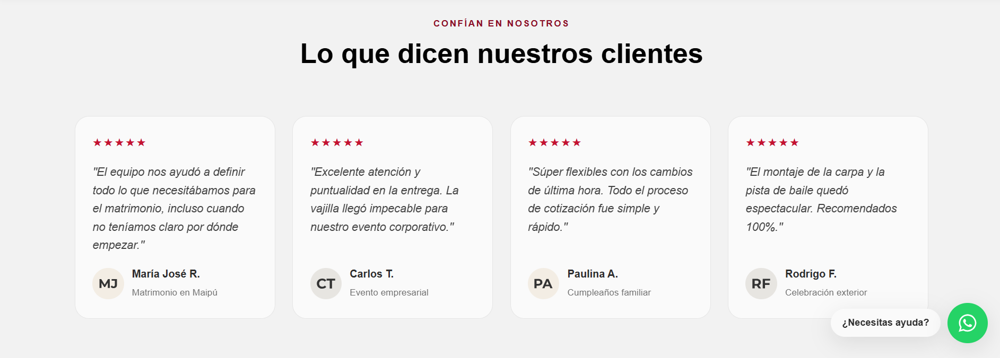 CONFÍAN EN NOSOTROS
Lo que dicen nuestros clientes
★★★★★
"El equipo nos ayudó a definir
todo lo que necesitábamos para
el matrimonio, incluso cuando
no teníamos claro por dónde
empezar."
MJ
María José R.
Matrimonio en Maipú
★★★★★
"Excelente atención y
puntualidad en la entrega. La
vajilla llegó impecable para
nuestro evento corporativo."
CT
Carlos T.
Evento empresarial
★★★★★
"Súper flexibles con los cambios
de última hora. Todo el proceso
de cotización fue simple y
rápido."
PA
Paulina A.
Cumpleaños familiar
★★★★★
"El montaje de la carpa y la
pista de baile quedó
espectacular. Recomendados
100%."
RF
Rodrigo F.
Celebración exterior
¿Necesitas ayuda?